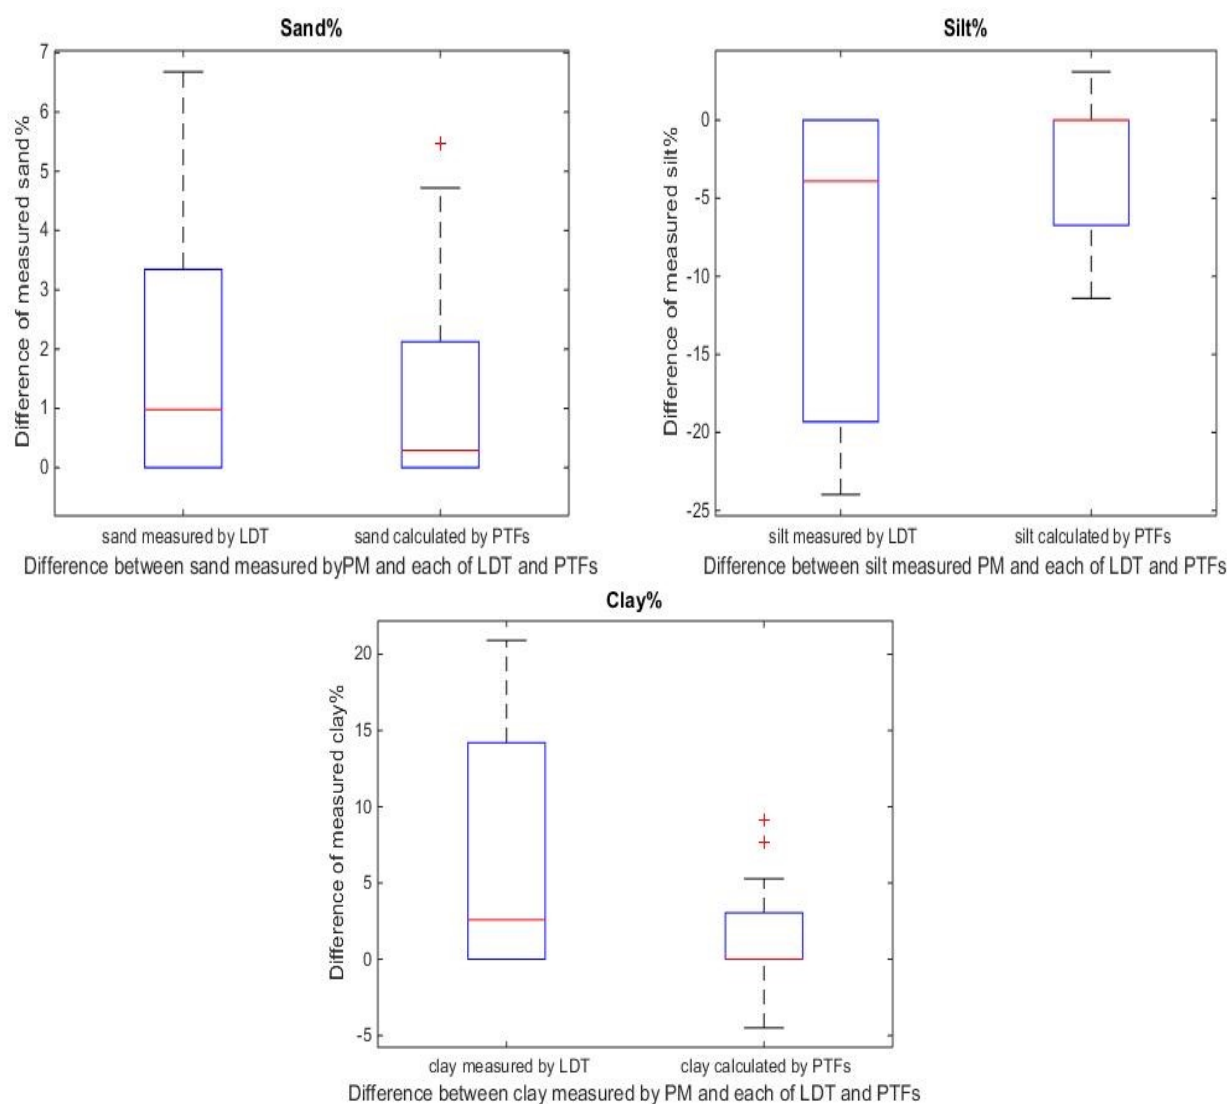 Sand%
7
6
5
4
3
2
1
0
Difference of measured sand%
sand measured by LDT
sand calculated by PTFs
Difference between sand measured byPM and each of LDT and PTFs
Silt%
0
-5
-10
-15
-20
-25
Difference of measured silt%
silt measured by LDT
silt calculated by PTFs
Difference between silt measured PM and each of LDT and PTFs
Clay%
20
15
10
5
0
-5
Difference of measured clay%
clay measured by LDT
clay calculated by PTFs
Difference between clay measured by PM and each of LDT and PTFs